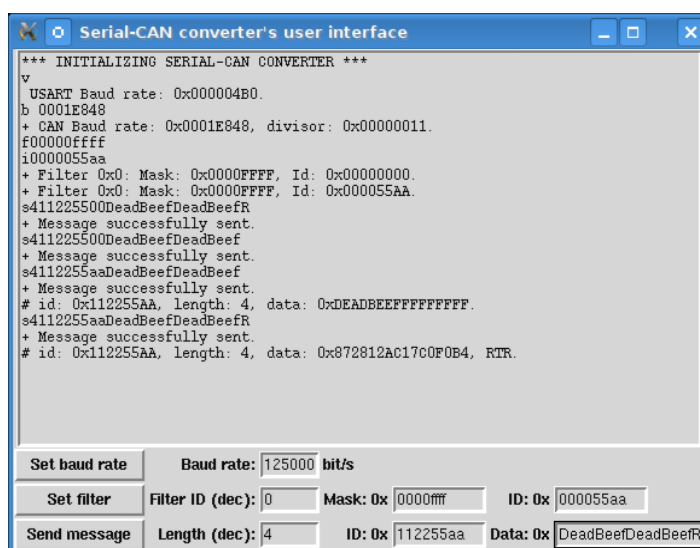 Serial-CAN converter's user interface
*** INITIALIZING SERIAL-CAN CONVERTER ***
v
USART Baud rate: 0x000004B0.
b 0001E848
+ CAN Baud rate: 0x0001E848, divisor: 0x00000011.
f00000ffff
i0000055aa
+ Filter 0x0: Mask: 0x0000FFFF, Id: 0x00000000.
+ Filter 0x0: Mask: 0x0000FFFF, Id: 0x000055AA.
s411225500DeadBeefDeadBeefR
+ Message successfully sent.
s411225500DeadBeefDeadBeef
+ Message successfully sent.
s4112255aaDeadBeefDeadBeef
+ Message successfully sent.
# id: 0x112255AA, length: 4, data: 0xDEADBEEFFFFFFFFF.
s4112255aaDeadBeefDeadBeefR
+ Message successfully sent.
# id: 0x112255AA, length: 4, data: 0x872812AC17C0F0B4, RTR.
Set baud rate Baud rate: 125000 bit/s
Set filter Filter ID (dec): 0 Mask: 0x 0000ffff ID: 0x 000055aa
Send message Length (dec): 4 ID: 0x 112255aa Data: 0x DeadBeefDeadBeefR